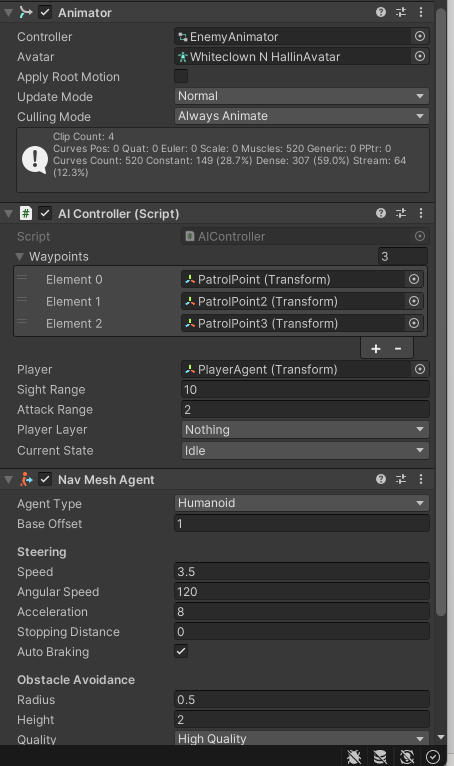 Animator
Controller EnemyAnimator
Avatar Whiteclown N HallinAvatar
Apply Root Motion
Update Mode Normal
Culling Mode Always Animate
Clip Count: 4
Curves Pos: 0 Quat: 0 Euler: 0 Scale: 0 Muscles: 520 Generic: 0 PPtr: 0
Curves Count: 520 Constant: 149 (28.7%) Dense: 307 (59.0%) Stream: 64
(12.3%)
# AI Controller (Script)
Script # AIController
Waypoints 3
Element 0 PatrolPoint (Transform)
Element 1 PatrolPoint2 (Transform)
Element 2 PatrolPoint3 (Transform)
+ -
Player PlayerAgent (Transform)
Sight Range 10
Attack Range 2
Player Layer Nothing
Current State Idle
Nav Mesh Agent
Agent Type Humanoid
Base Offset 1
Steering
Speed 3.5
Angular Speed 120
Acceleration 8
Stopping Distance 0
Auto Braking
Obstacle Avoidance
Radius 0.5
Height 2
Quality High Quality